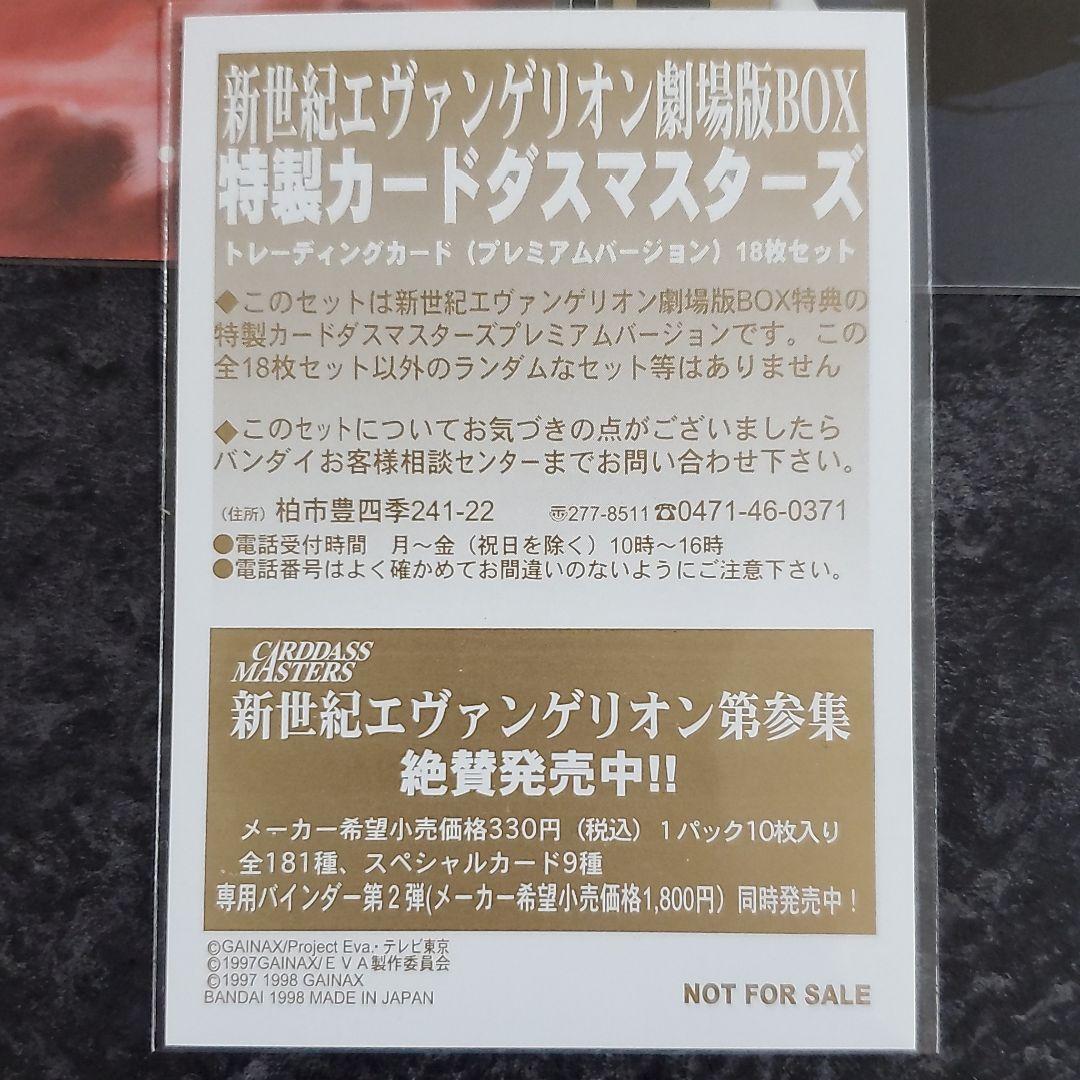 新世紀エヴァンゲリオン劇場版BOX
特製カードダスマスターズ
トレーディングカード（プレミアムバージョン）18枚セット
◆このセットは新世紀エヴァンゲリオン劇場版BOX特典の
特製カードダスマスターズプレミアムバージョンです。この
全18枚セット以外のランダムなセット等はありません
◆このセットについてお気づきの点がございましたら
バンダイお客様相談センターまでお問い合わせ下さい。
（住所）柏市豊四季241-22 〠277-8511 ☎0471-46-0371
●電話受付時間　月～金（祝日を除く）10時～16時
●電話番号はよく確かめてお間違いのないようにご注意下さい。
CARDDASS
MASTERS
新世紀エヴァンゲリオン第参集
絶賛発売中!!
メーカー希望小売価格330円（税込）１パック10枚入り
全181種、スペシャルカード9種
専用バインダー第２弾(メーカー希望小売価格1,800円）同時発売中！
©GAINAX/Project Eva.・テレビ東京
©1997GAINAX/ＥＶＡ製作委員会
©1997 1998 GAINAX
BANDAI 1998 MADE IN JAPAN
NOT FOR SALE